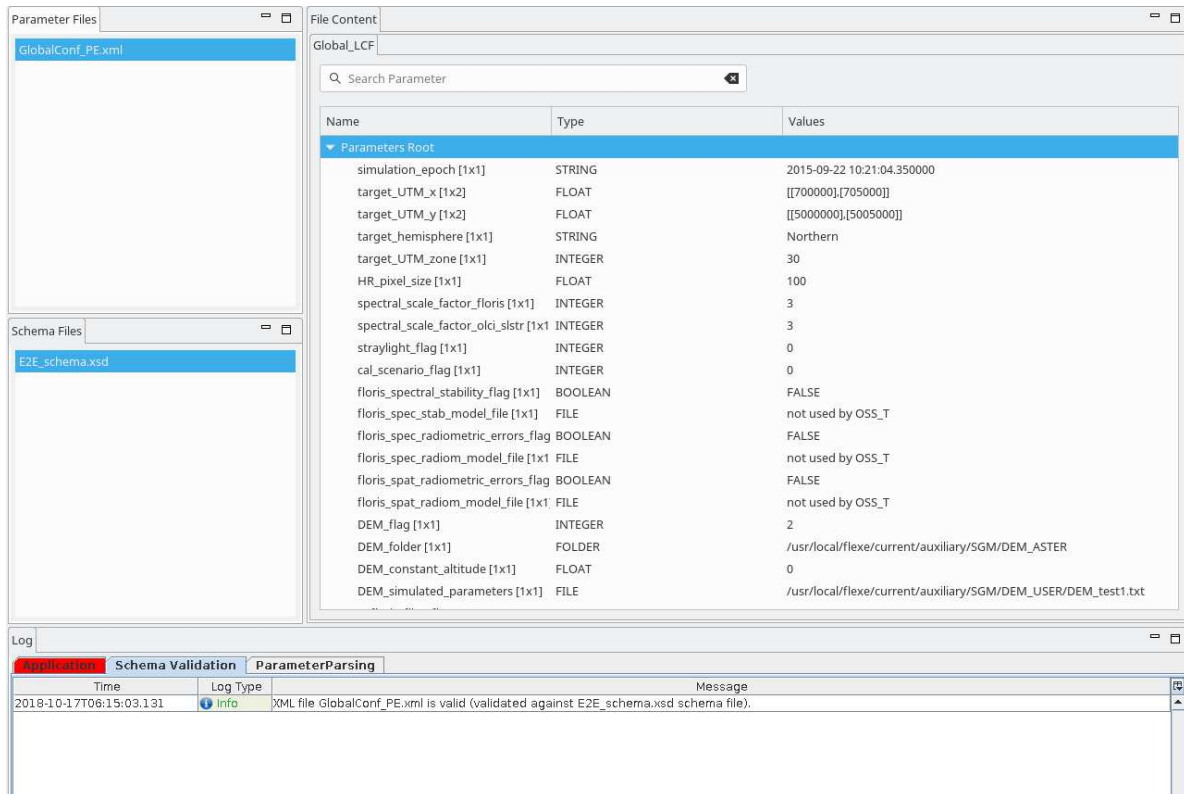 Parameter Files
GlobalConf_PE.xml
Schema Files
E2E_schema.xsd
File Content
Global_LCF
Search Parameter
Name Type Values
Parameters Root
simulation_epoch [1x1] STRING 2015-09-22 10:21:04.350000
target_UTM_x [1x2] FLOAT [[700000],[705000]]
target_UTM_y [1x2] FLOAT [[5000000],[5005000]]
target_hemisphere [1x1] STRING Northern
target_UTM_zone [1x1] INTEGER 30
HR_pixel_size [1x1] FLOAT 100
spectral_scale_factor_floris [1x1] INTEGER 3
spectral_scale_factor_olci_slstr [1x1 INTEGER 3
straylight_flag [1x1] INTEGER 0
cal_scenario_flag [1x1] INTEGER 0
floris_spectral_stability_flag [1x1] BOOLEAN FALSE
floris_spec_stab_model_file [1x1] FILE not used by OSS_T
floris_spec_radiometric_errors_flag BOOLEAN FALSE
floris_spec_radiom_model_file [1x1 FILE not used by OSS_T
floris_spat_radiometric_errors_flag BOOLEAN FALSE
floris_spat_radiom_model_file [1x1] FILE not used by OSS_T
DEM_flag [1x1] INTEGER 2
DEM_folder [1x1] FOLDER /usr/local/flexe/current/auxiliary/SGM/DEM_ASTER
DEM_constant_altitude [1x1] FLOAT 0
DEM_simulated_parameters [1x1] FILE /usr/local/flexe/current/auxiliary/SGM/DEM_USER/DEM_test1.txt
Log
Application Schema Validation ParameterParsing
Time Log Type Message
2018-10-17T06:15:03.131 Info XML file GlobalConf_PE.xml is valid (validated against E2E_schema.xsd schema file).